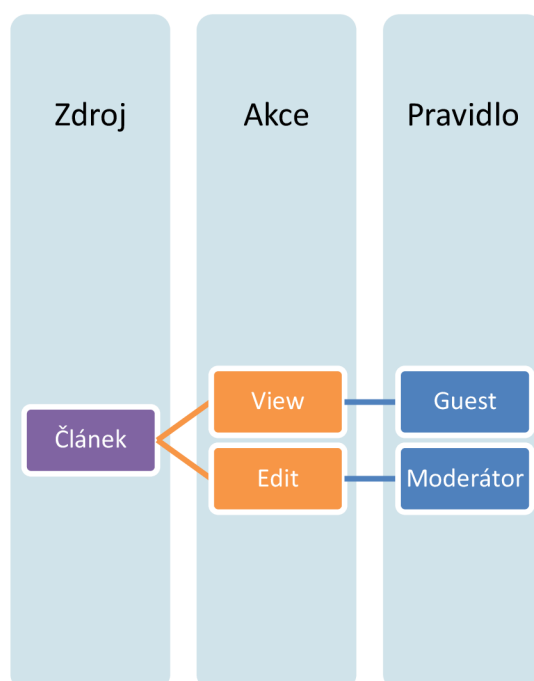 Zdroj
Akce
Pravidlo
Článek
View
Guest
Edit
Moderátor